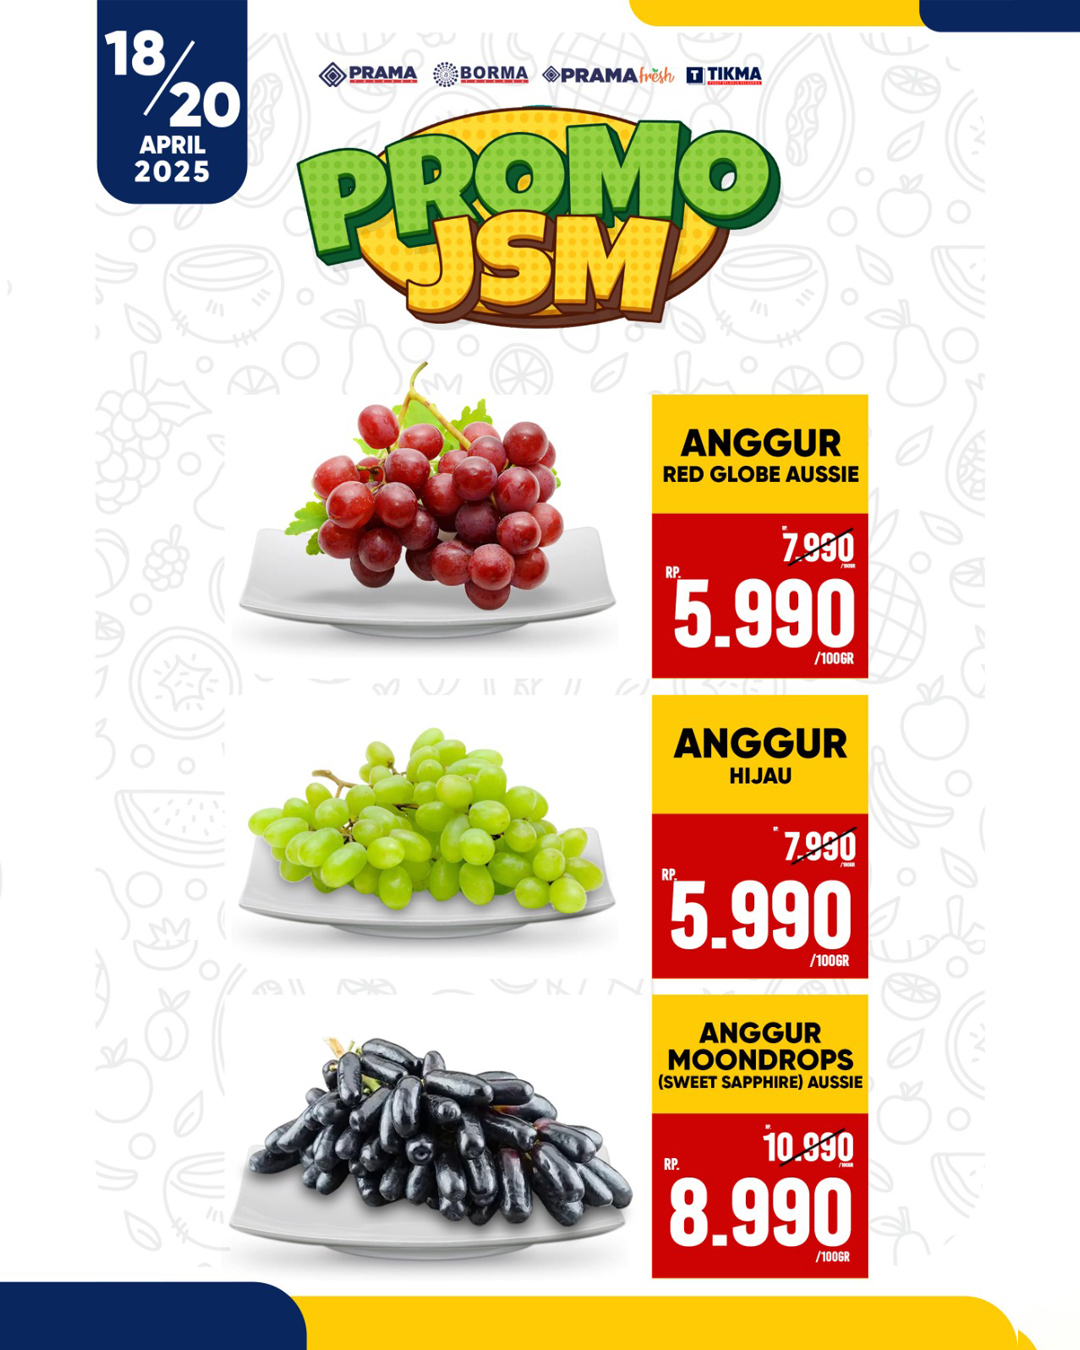 18/20
APRIL
2025
PRAMA
BORMA
PRAMA fresh
TIKMA
PROMO
JSM
ANGGUR
RED GLOBE AUSSIE
7.990
RP.
5.990
/100GR
ANGGUR
HIJAU
7.990
RP.
5.990
/100GR
ANGGUR
MOONDROPS
(SWEET SAPPHIRE) AUSSIE
10.990
RP.
8.990
/100GR